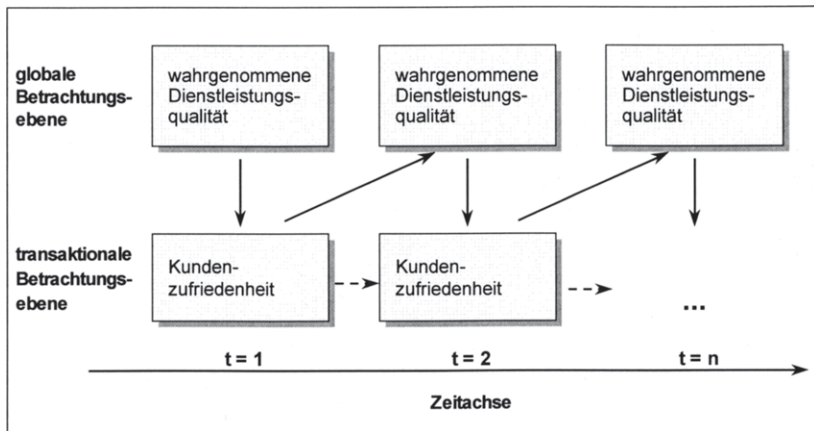 globale
Betrachtungs-
ebene
wahrgenommene
Dienstleistungs-
qualität
wahrgenommene
Dienstleistungs-
qualität
wahrgenommene
Dienstleistungs-
qualität
transaktionale
Betrachtungs-
ebene
Kunden-
zufriedenheit
Kunden-
zufriedenheit
...
t = 1
t = 2
t = n
Zeitachse